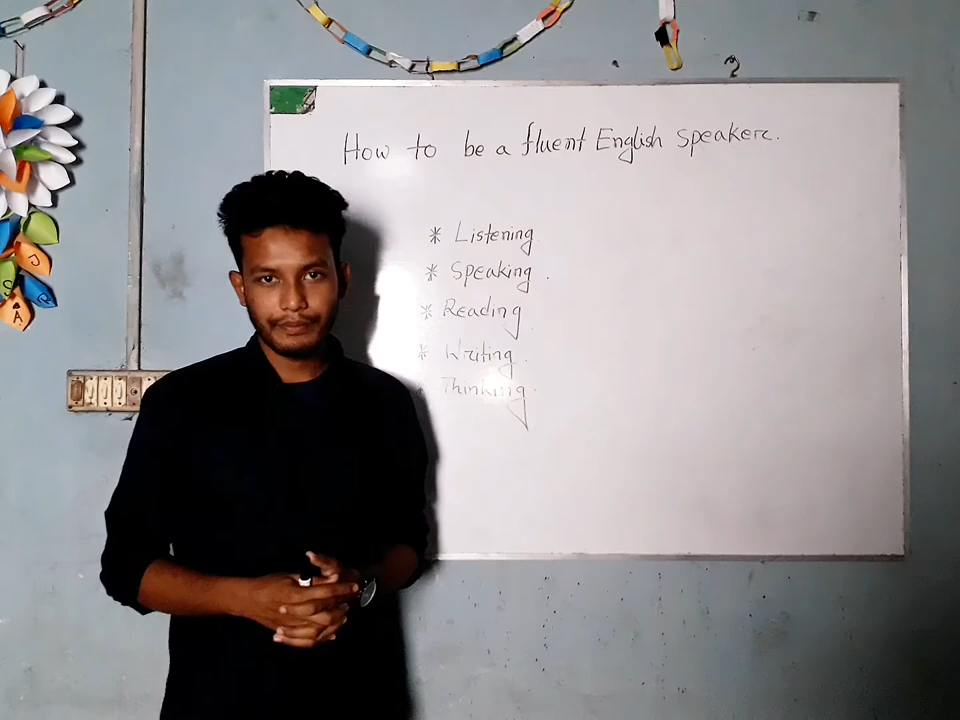 How to be a fluent English speaker.
* Listening
* Speaking.
* Reading
* Writing.
* Thinking.
J
S
R
A